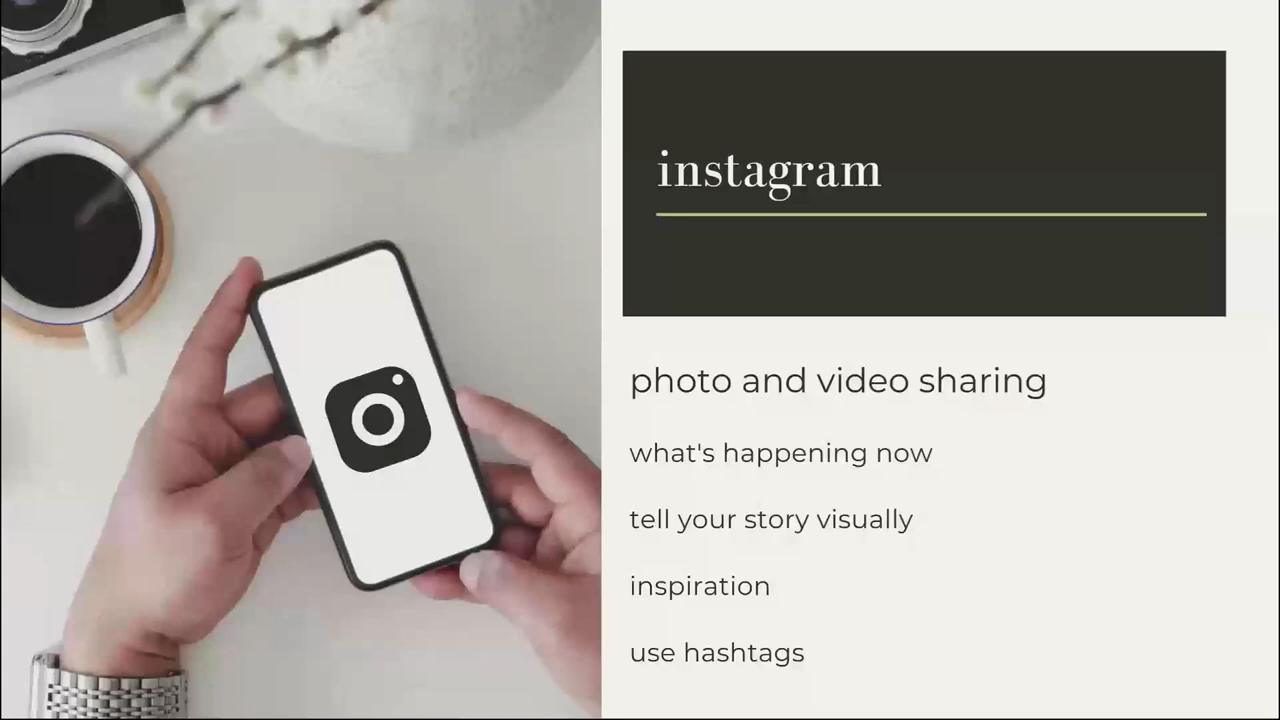 instagram
photo and video sharing
what's happening now
tell your story visually
inspiration
use hashtags